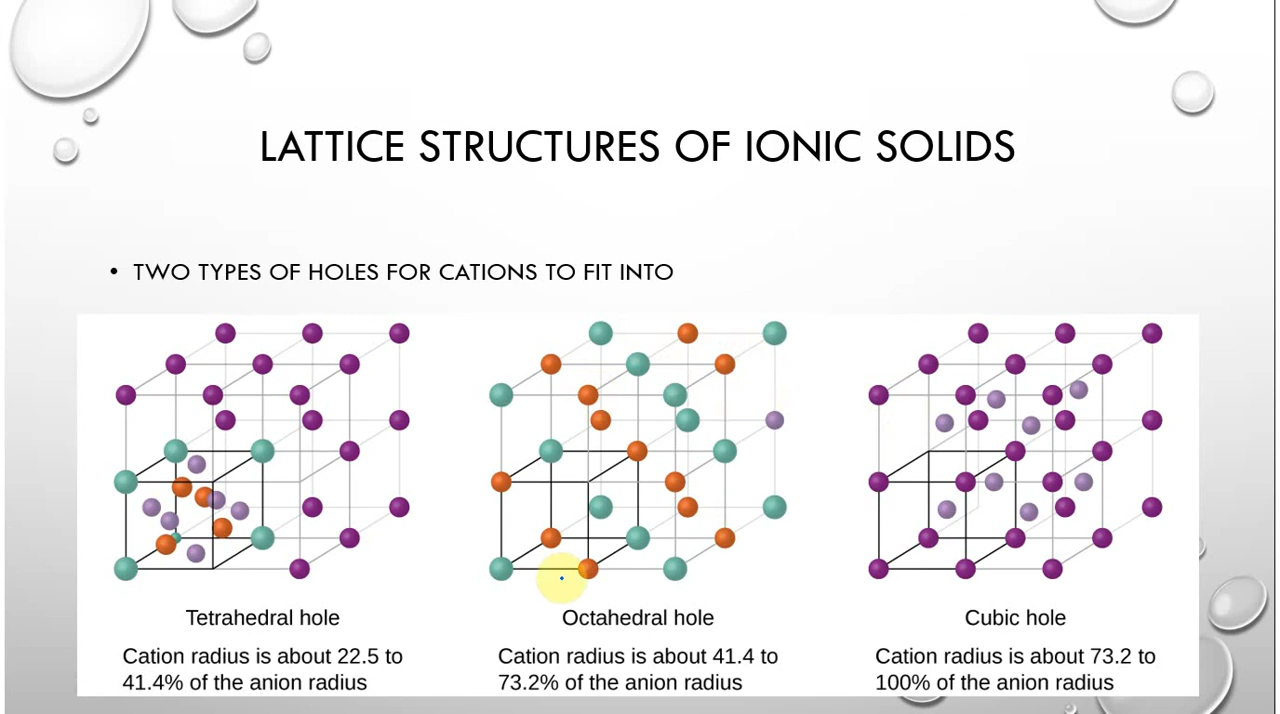 LATTICE STRUCTURES OF IONIC SOLIDS
• TWO TYPES OF HOLES FOR CATIONS TO FIT INTO
Tetrahedral hole
Cation radius is about 22.5 to
41.4% of the anion radius
Octahedral hole
Cation radius is about 41.4 to
73.2% of the anion radius
Cubic hole
Cation radius is about 73.2 to
100% of the anion radius